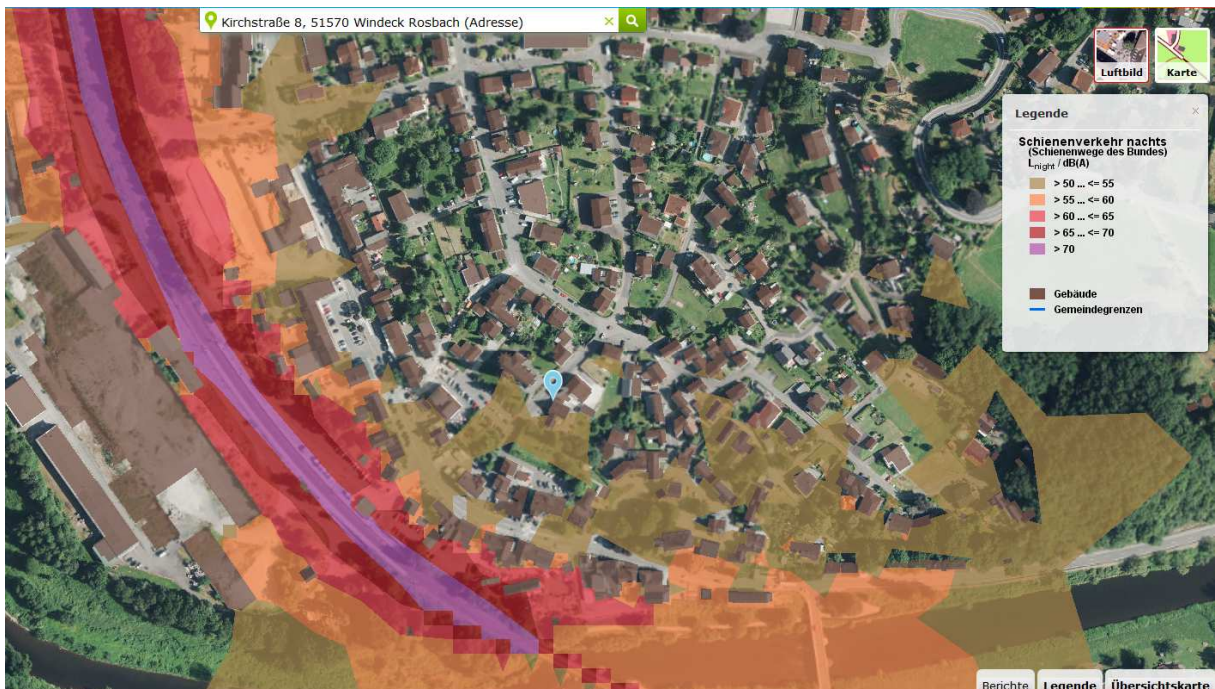 Kirchstraße 8, 51570 Windeck Rosbach (Adresse)
Luftbild
Karte
Legende
Schienenverkehr nachts
(Schienenwege des Bundes)
Lnight / dB(A)
> 50 ... <= 55
> 55 ... <= 60
> 60 ... <= 65
> 65 ... <= 70
> 70
Gebäude
Gemeindegrenzen
Berichte
Legende
Übersichtskarte